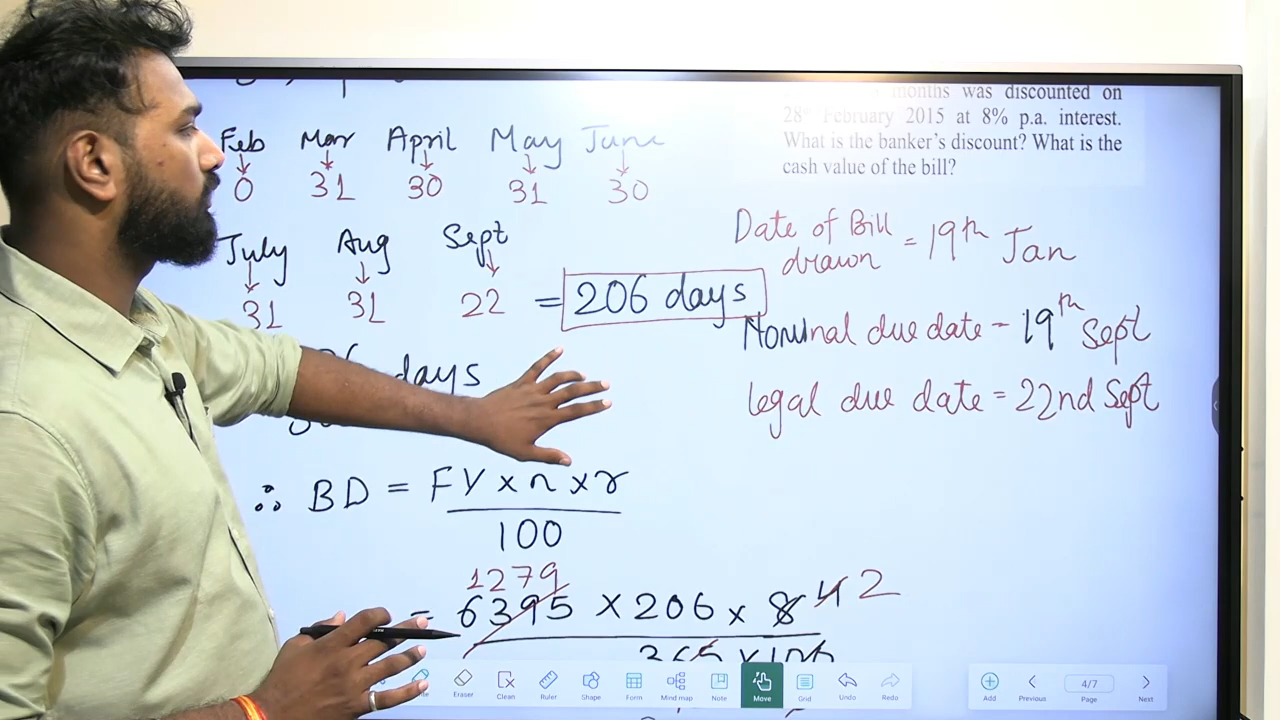 months was discounted on
28th February 2015 at 8% p.a. interest.
What is the banker's discount? What is the
cash value of the bill?
Feb Mar April May June
0 31 30 31 30
July Aug Sept
31 31 22 = 206 days
days
∴ BD = FV × n × r
100
1279
= 6395 × 206 × 8 4 2
365 × 100
Date of Bill
drawn = 19th Jan
Nominal due date = 19th Sept
legal due date = 22nd Sept
Eraser Clean Ruler Shape Form Mind map Note Move List Undo Redo
Add Previous 4/7 Page Next